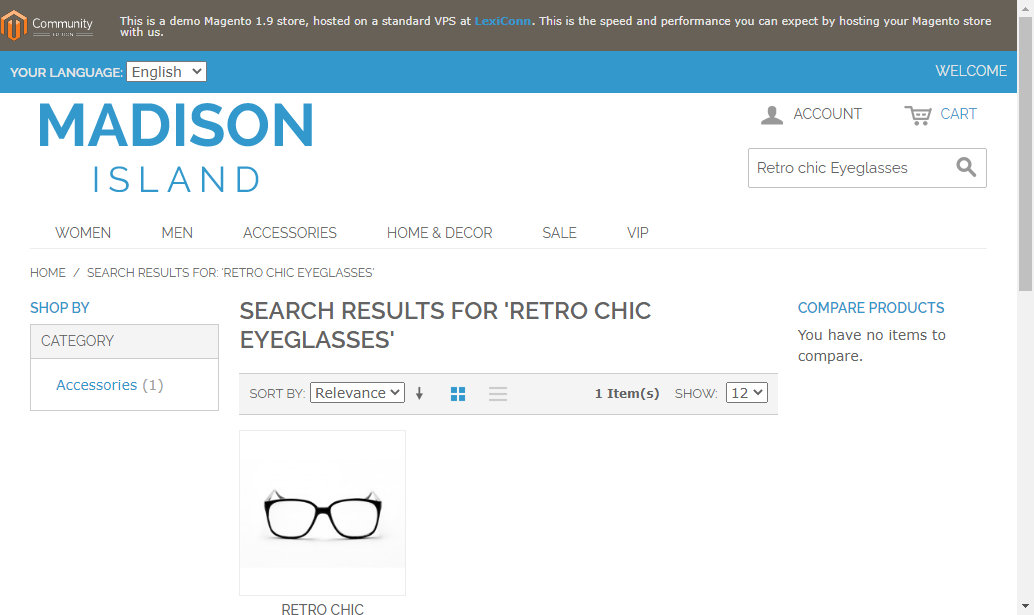 Community
EDITION
This is a demo Magento 1.9 store, hosted on a standard VPS at LexiConn. This is the speed and performance you can expect by hosting your Magento store
with us.
YOUR LANGUAGE: English
WELCOME
MADISON
ISLAND
ACCOUNT
CART
Retro chic Eyeglasses
WOMEN
MEN
ACCESSORIES
HOME & DECOR
SALE
VIP
HOME / SEARCH RESULTS FOR: 'RETRO CHIC EYEGLASSES'
SHOP BY
CATEGORY
Accessories (1)
SEARCH RESULTS FOR 'RETRO CHIC
EYEGLASSES'
SORT BY: Relevance
1 Item(s)
SHOW: 12
RETRO CHIC
COMPARE PRODUCTS
You have no items to
compare.